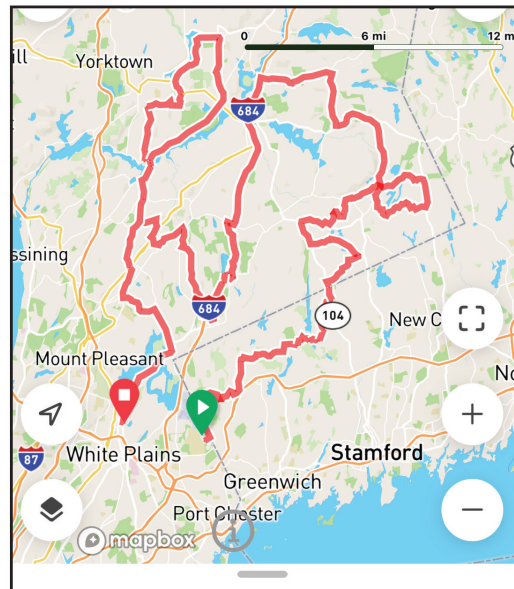 ill
Yorktown
0
6 mi
12 m
684
ssining
684
104
New C
Mount Pleasant
No
87
White Plains
Stamford
Greenwich
Port Chester
mapbox